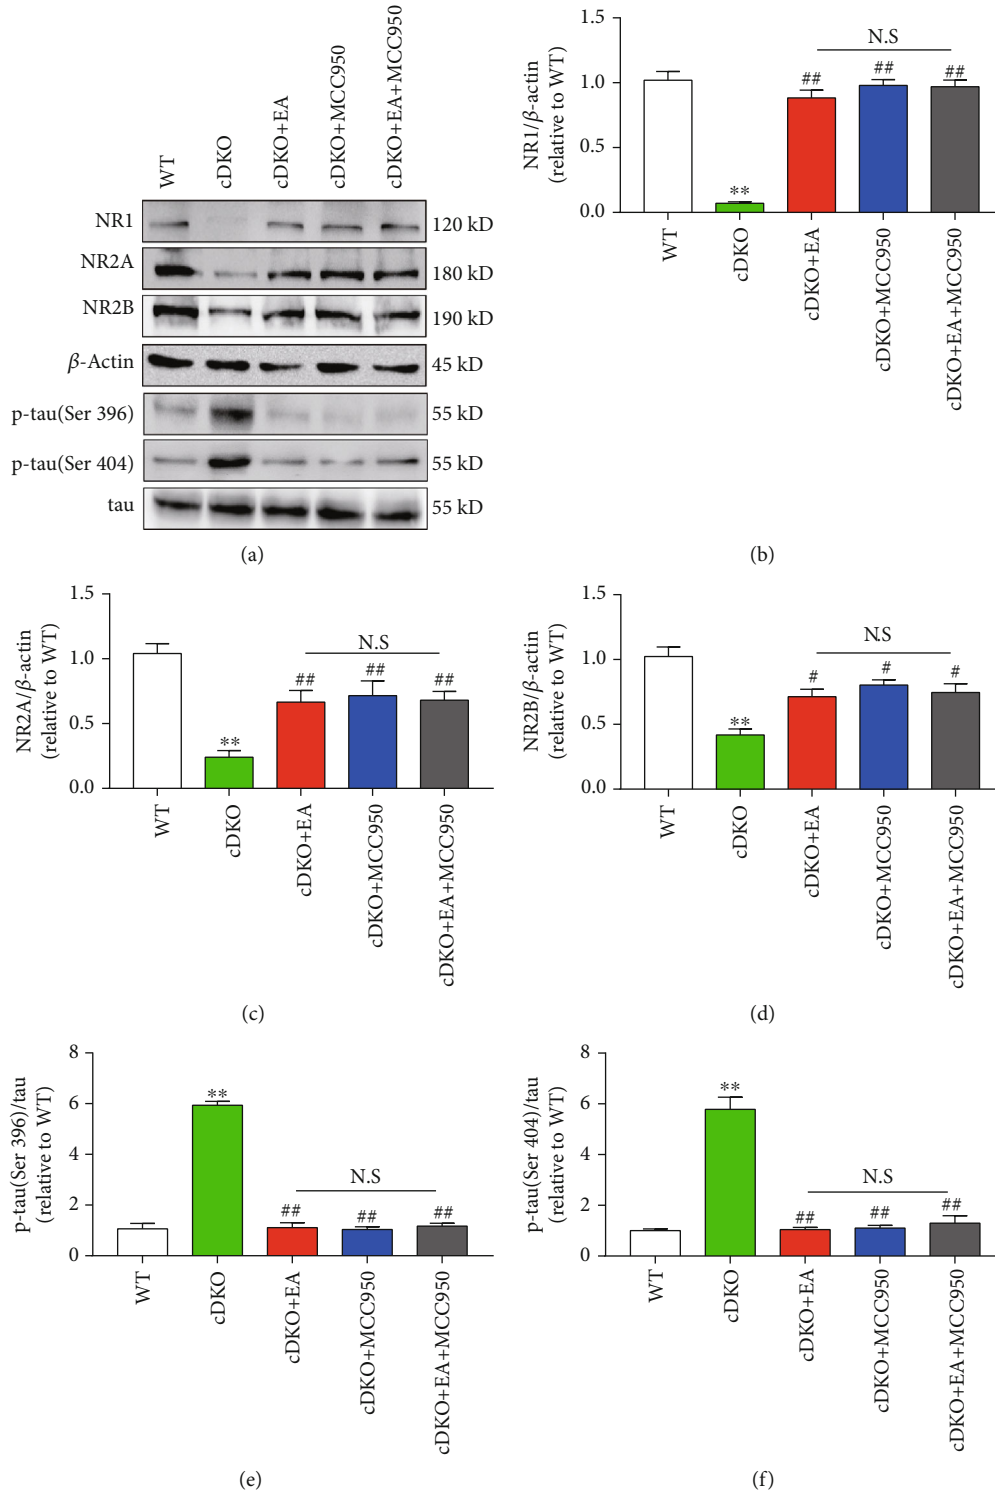 WT
cDKO
cDKO+EA
cDKO+MCC950
cDKO+EA+MCC950
NR1
120 kD
NR2A
180 kD
NR2B
190 kD
β-Actin
45 kD
p-tau(Ser 396)
55 kD
p-tau(Ser 404)
55 kD
tau
55 kD
(a)
NR1/β-actin
(relative to WT)
1.5
1.0
0.5
0.0
**
##
##
##
N.S
WT
cDKO
cDKO+EA
cDKO+MCC950
cDKO+EA+MCC950
(b)
NR2A/β-actin
(relative to WT)
1.5
1.0
0.5
0.0
**
##
##
##
N.S
WT
cDKO
cDKO+EA
cDKO+MCC950
cDKO+EA+MCC950
(c)
NR2B/β-actin
(relative to WT)
1.5
1.0
0.5
0.0
**
#
#
#
N.S
WT
cDKO
cDKO+EA
cDKO+MCC950
cDKO+EA+MCC950
(d)
p-tau(Ser 396)/tau
(relative to WT)
8
6
4
2
0
**
##
##
##
N.S
WT
cDKO
cDKO+EA
cDKO+MCC950
cDKO+EA+MCC950
(e)
p-tau(Ser 404)/tau
(relative to WT)
8
6
4
2
0
**
##
##
##
N.S
WT
cDKO
cDKO+EA
cDKO+MCC950
cDKO+EA+MCC950
(f)